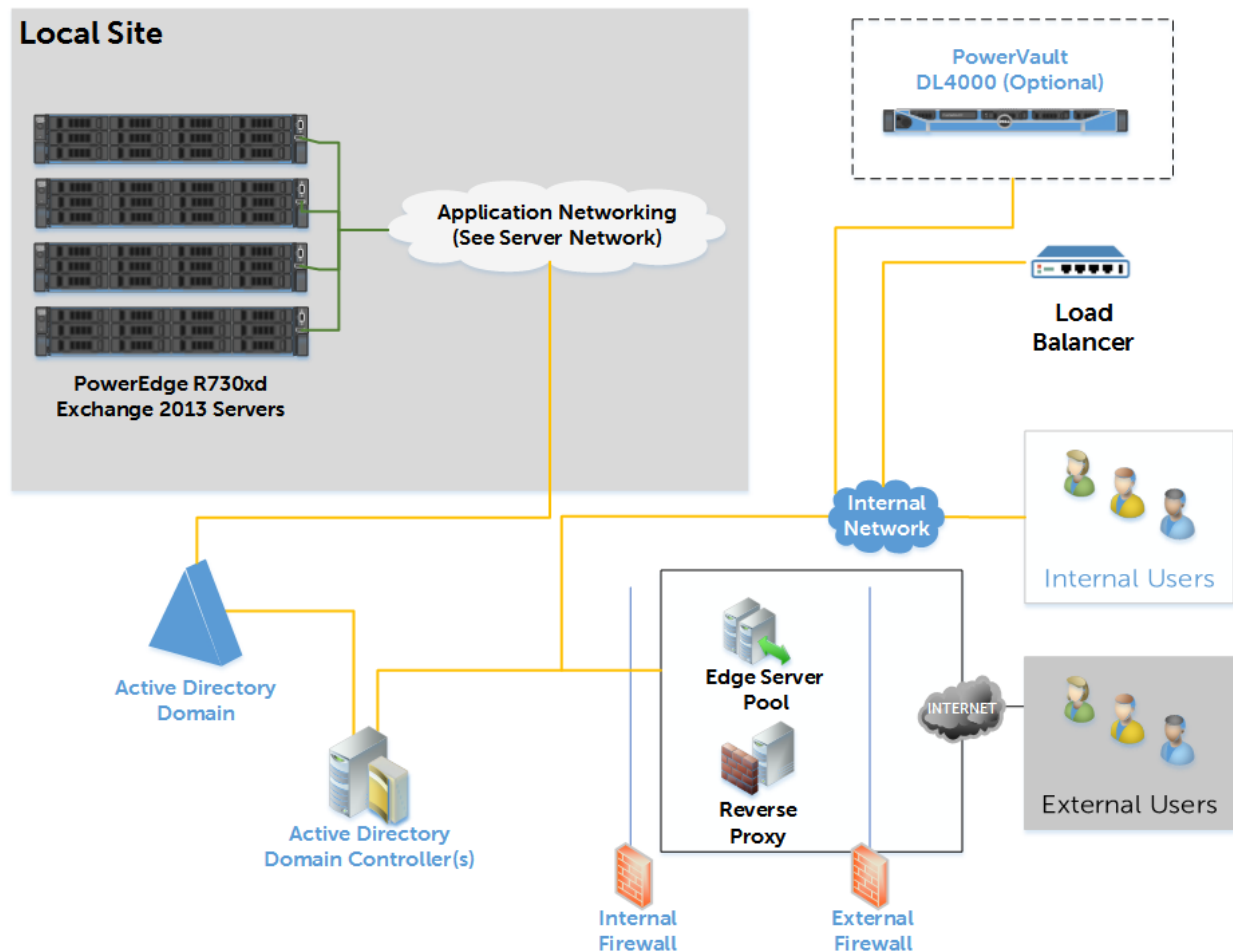 Local Site
PowerEdge R730xd
Exchange 2013 Servers
Application Networking
(See Server Network)
PowerVault
DL4000 (Optional)
DELL
Load
Balancer
Internal
Network
Internal Users
Active Directory
Domain
Active Directory
Domain Controller(s)
Edge Server
Pool
Reverse
Proxy
INTERNET
External Users
Internal
Firewall
External
Firewall